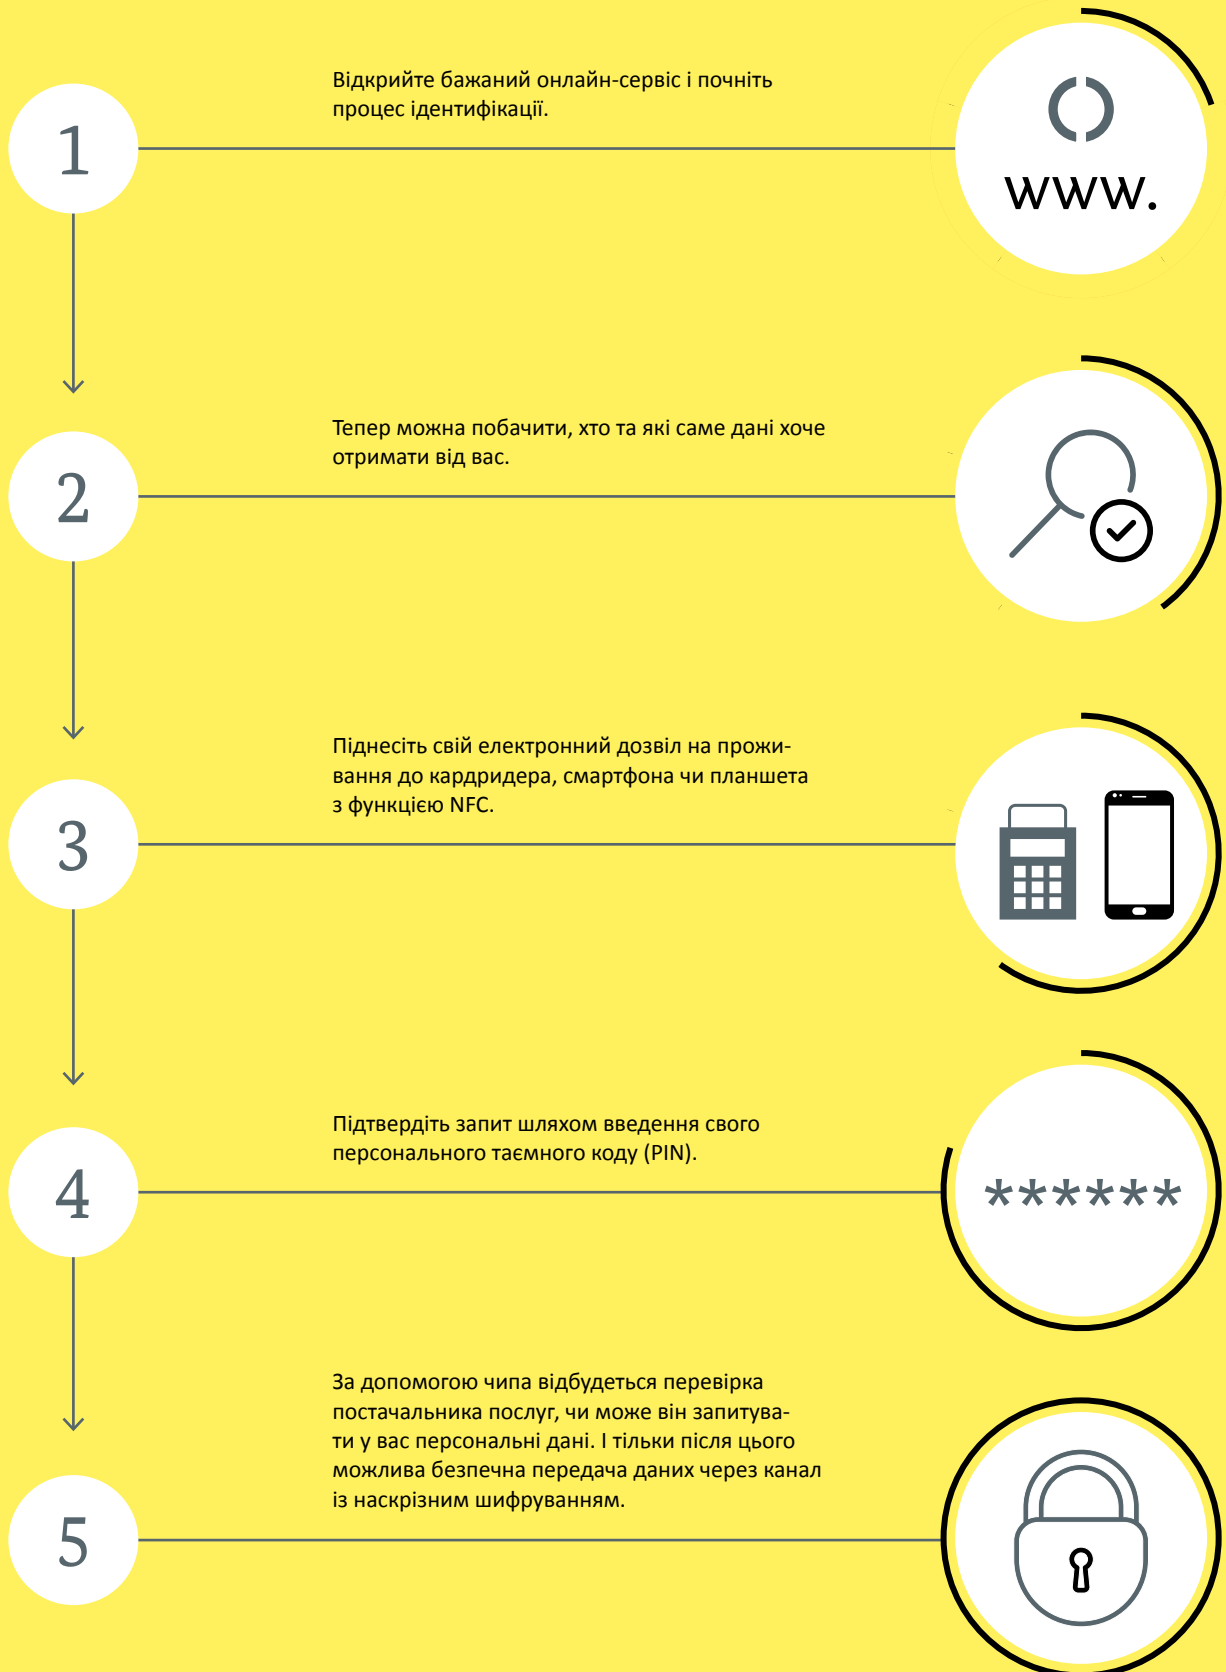 1
Відкрийте бажаний онлайн-сервіс і почніть
процес ідентифікації.
www.
2
Тепер можна побачити, хто та які саме дані хоче
отримати від вас.
3
Піднесіть свій електронний дозвіл на прожи-
вання до кардридера, смартфона чи планшета
з функцією NFC.
4
Підтвердіть запит шляхом введення свого
персонального таємного коду (PIN).
******
5
За допомогою чипа відбудеться перевірка
постачальника послуг, чи може він запитува-
ти у вас персональні дані. І тільки після цього
можлива безпечна передача даних через канал
із наскрізним шифруванням.